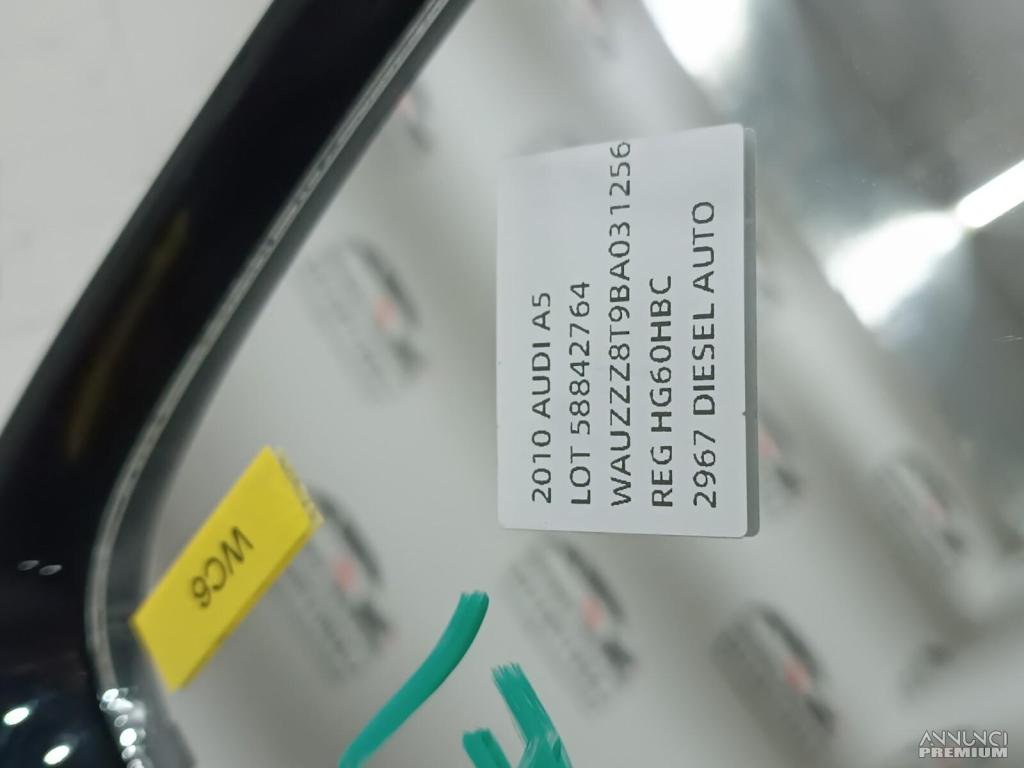 2010 AUDI A5
LOT 58842764
WAUZZZ8T9BA031256
REG HG60HBC
2967 DIESEL AUTO
WC6
ANNUNCI
PREMIUM